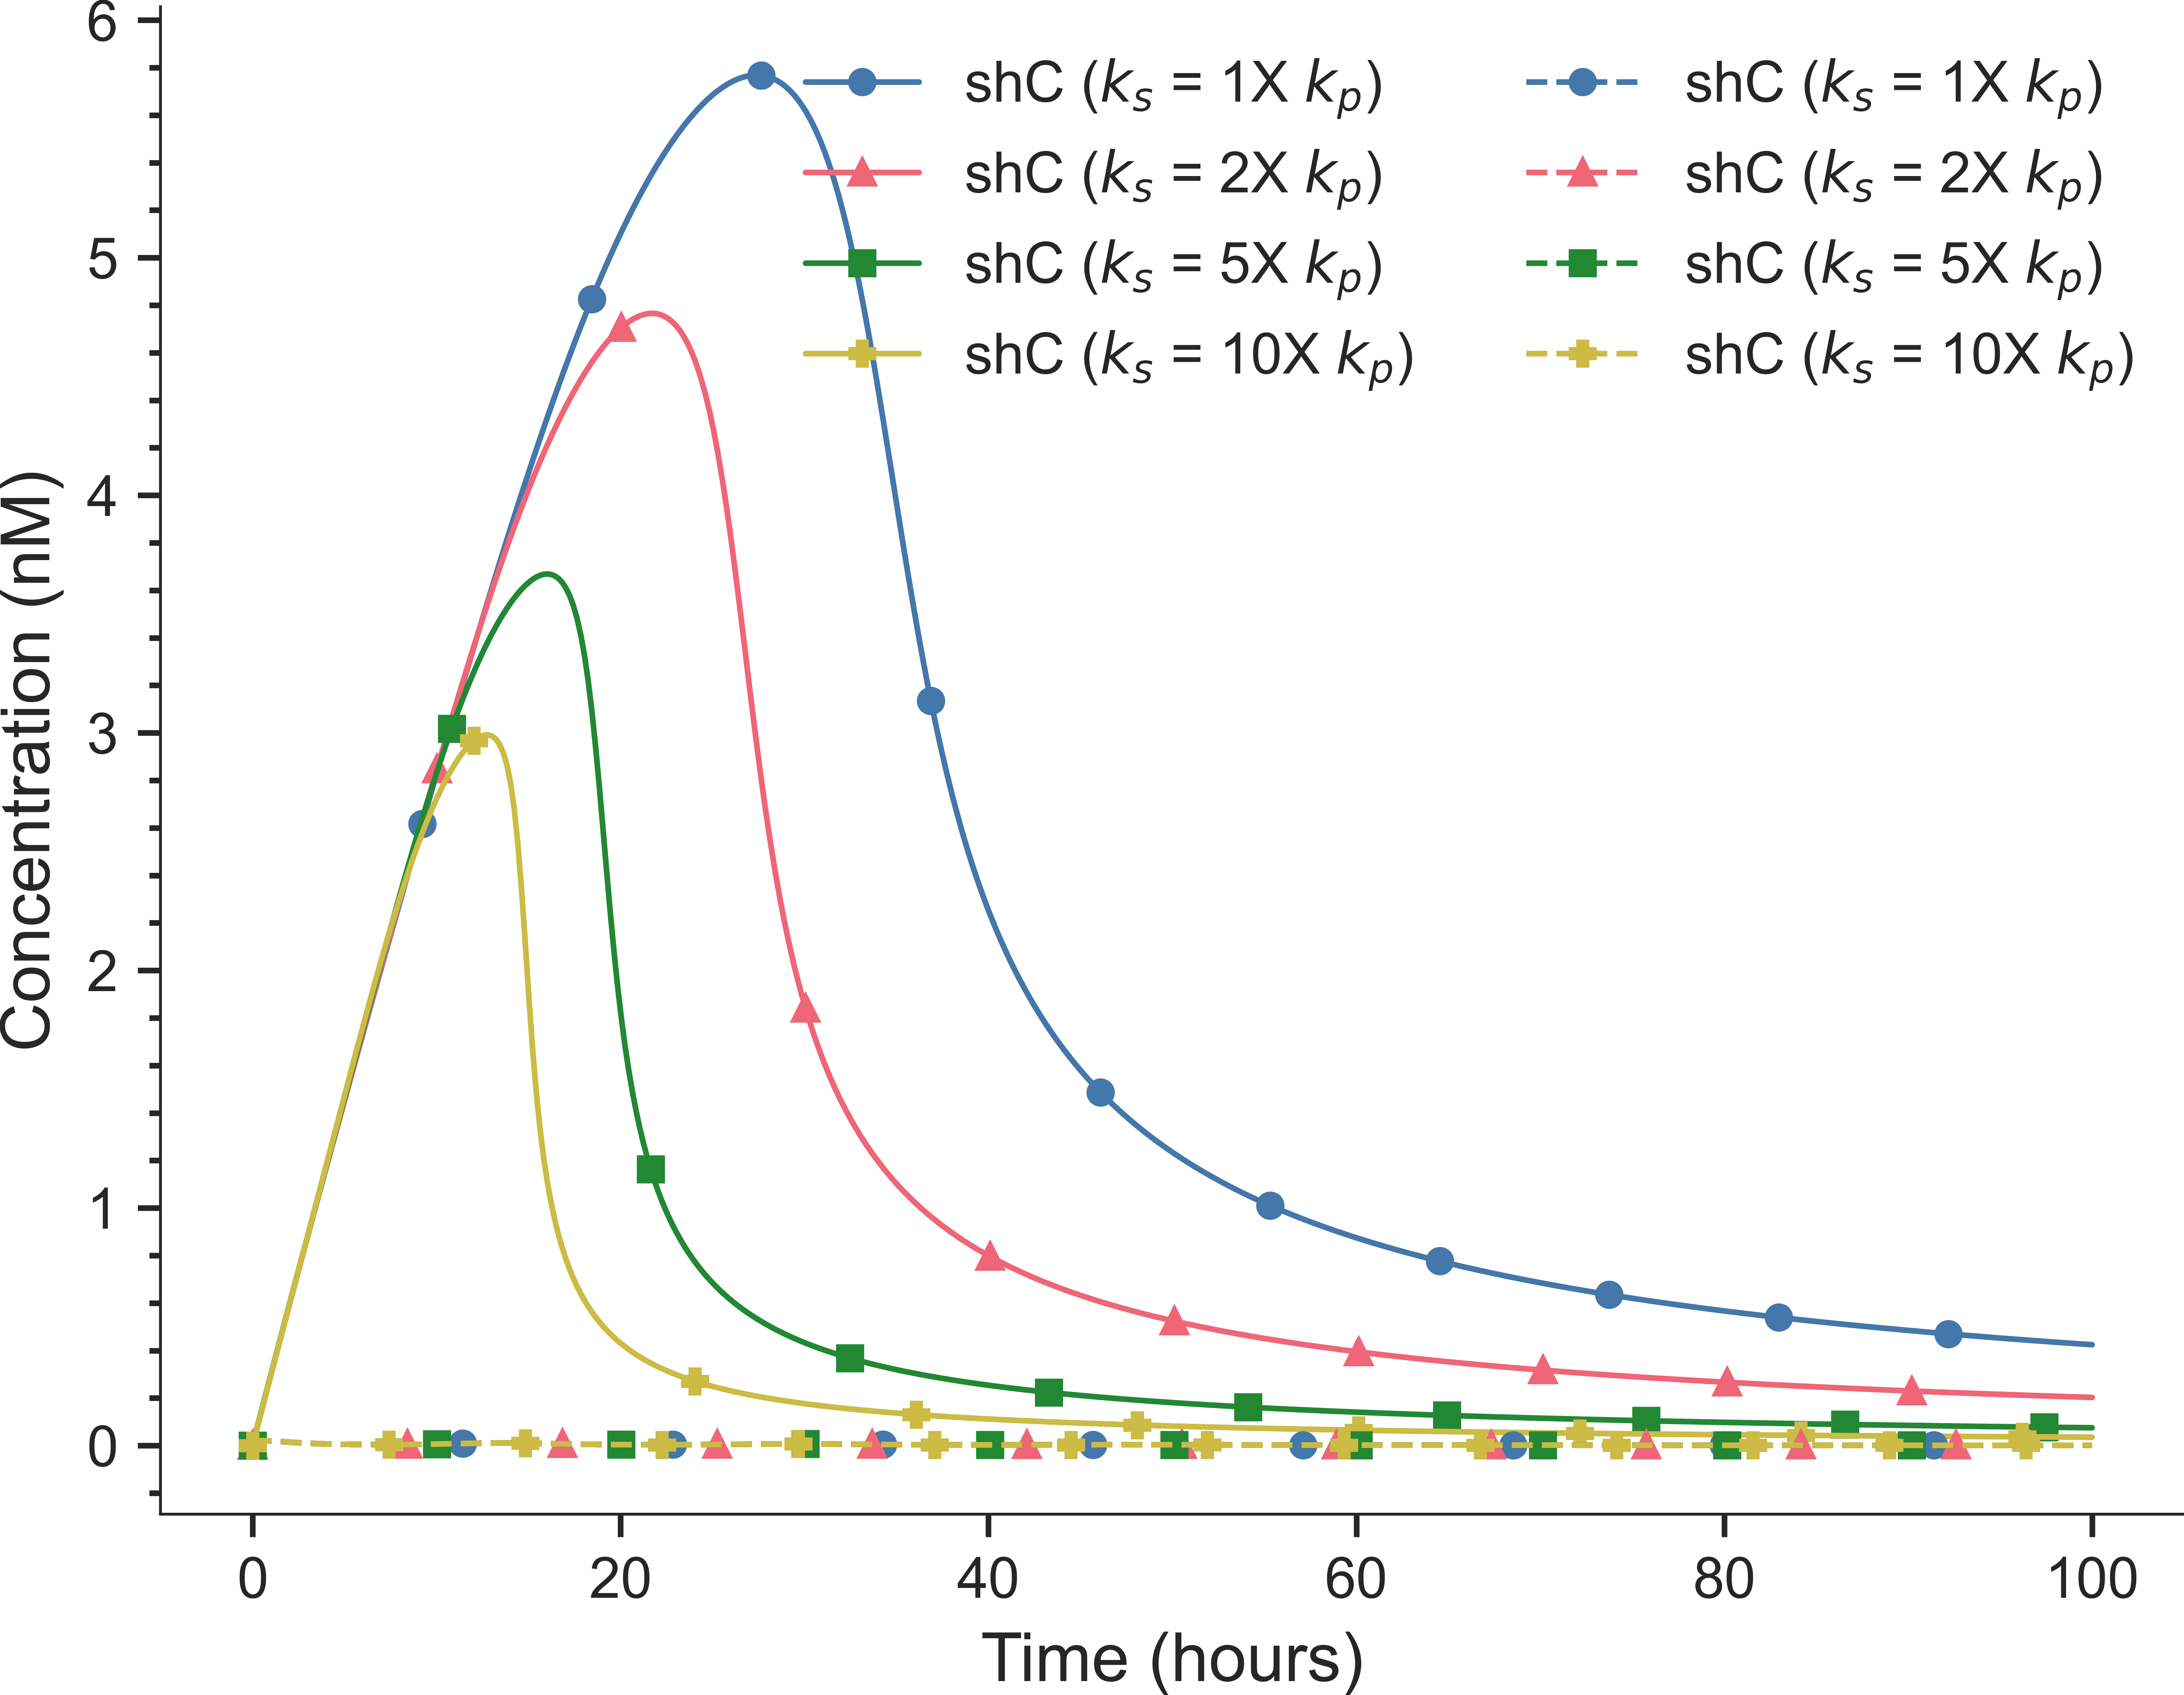 6
5
4
3
2
1
0
Concentration (nM)
shC (kₛ = 1X kₚ)
shC (kₛ = 2X kₚ)
shC (kₛ = 5X kₚ)
shC (kₛ = 10X kₚ)
shC (kₛ = 1X kₚ)
shC (kₛ = 2X kₚ)
shC (kₛ = 5X kₚ)
shC (kₛ = 10X kₚ)
0 20 40 60 80 100
Time (hours)